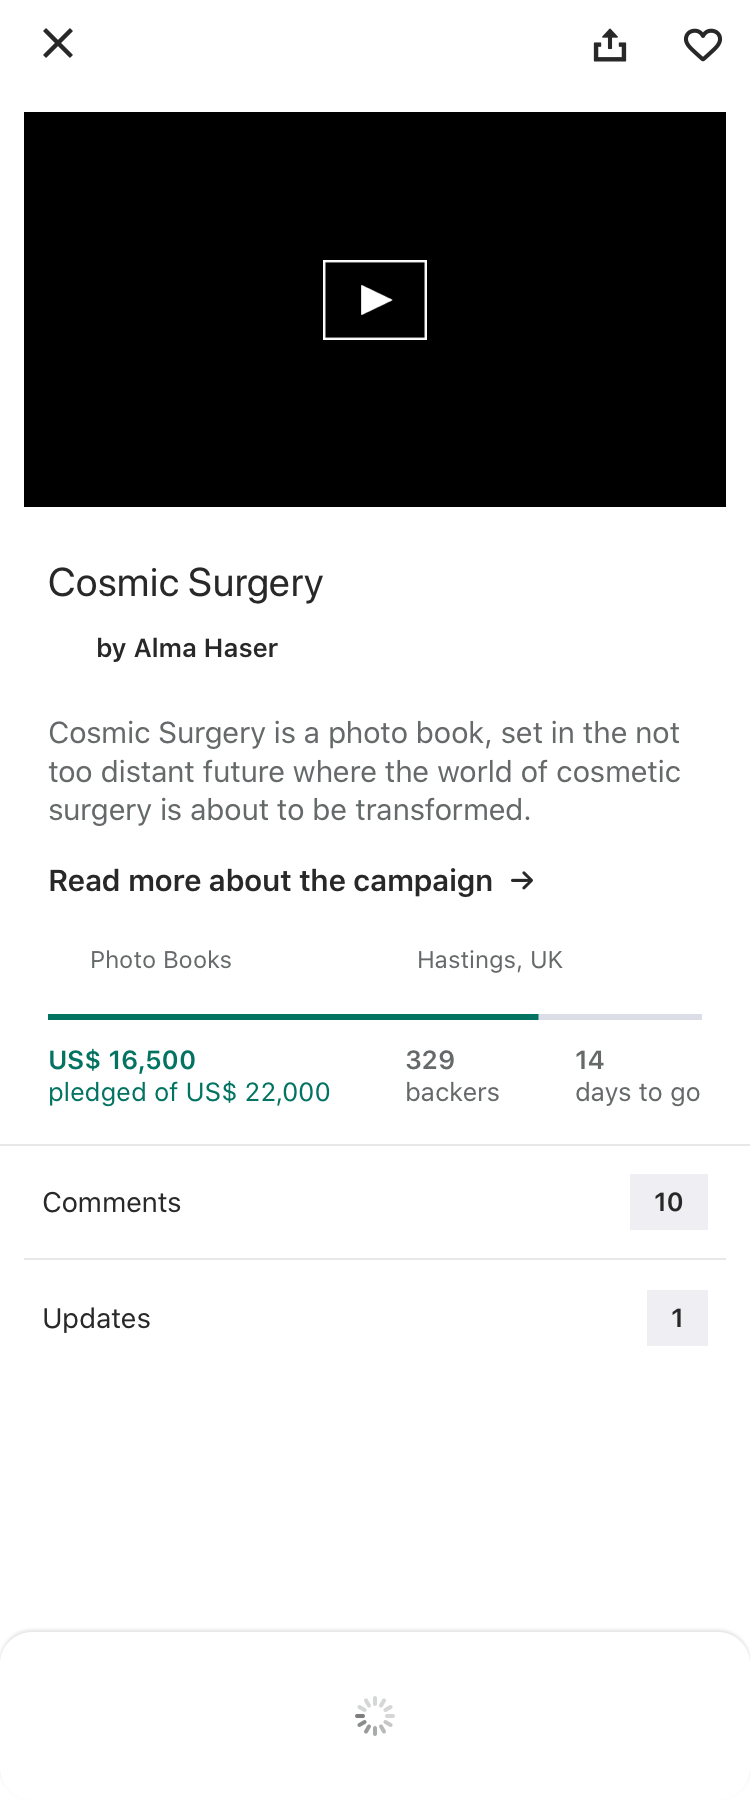 Cosmic Surgery
by Alma Haser
Cosmic Surgery is a photo book, set in the not
too distant future where the world of cosmetic
surgery is about to be transformed.
Read more about the campaign →
Photo Books
Hastings, UK
US$ 16,500
pledged of US$ 22,000
329
backers
14
days to go
Comments
10
Updates
1